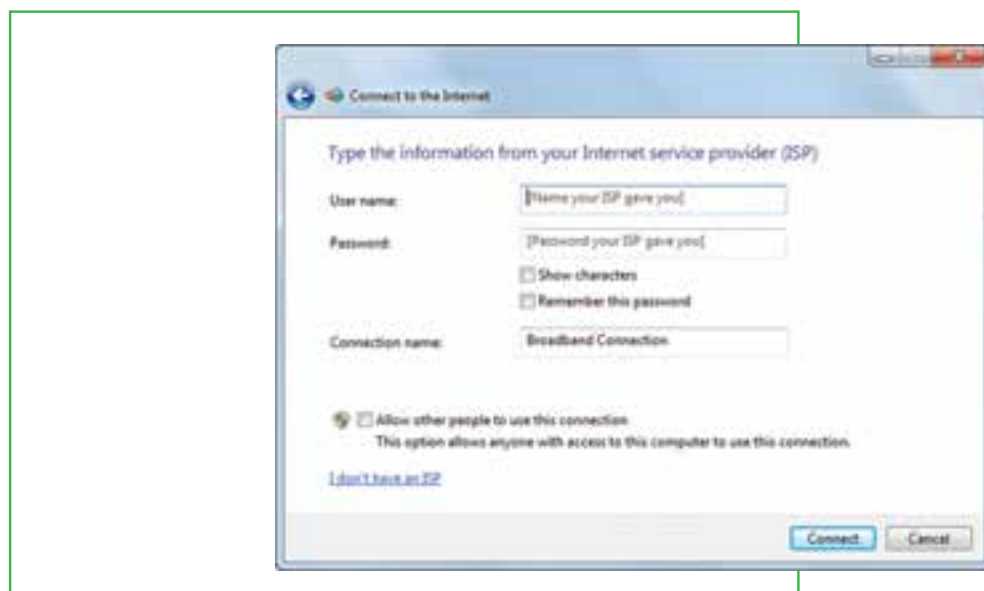 Connect to the Internet
Type the information from your Internet service provider (ISP)
User name:
[Name your ISP gave you]
Password:
[Password your ISP gave you]
Show characters
Remember this password
Connection name:
Broadband Connection
Allow other people to use this connection
This option allows anyone with access to this computer to use this connection.
I don't have an ISP
Connect
Cancel